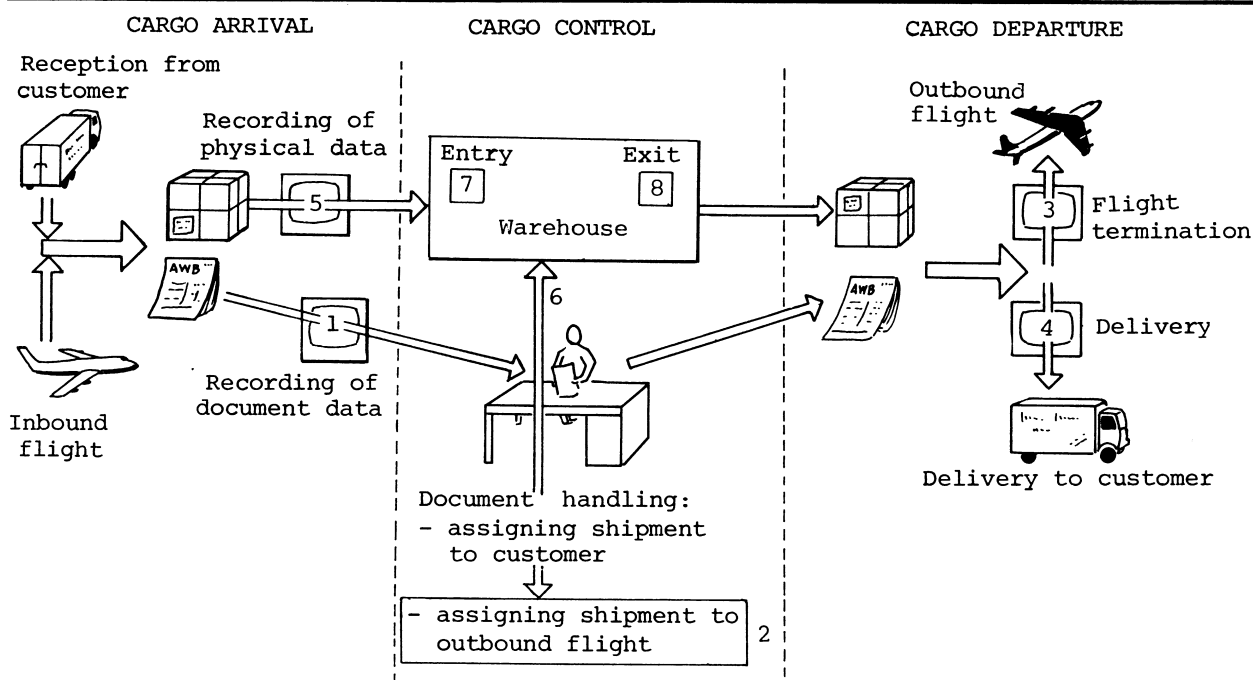 CARGO ARRIVAL
CARGO CONTROL
CARGO DEPARTURE
Reception from
customer
Recording of
physical data
5
AWB
1
Recording of
document data
Inbound
flight
Entry
Exit
7
8
Warehouse
6
Document handling:
- assigning shipment
to customer
- assigning shipment to
outbound flight
2
Outbound
flight
3
Flight
termination
AWB
4
Delivery
Delivery to customer